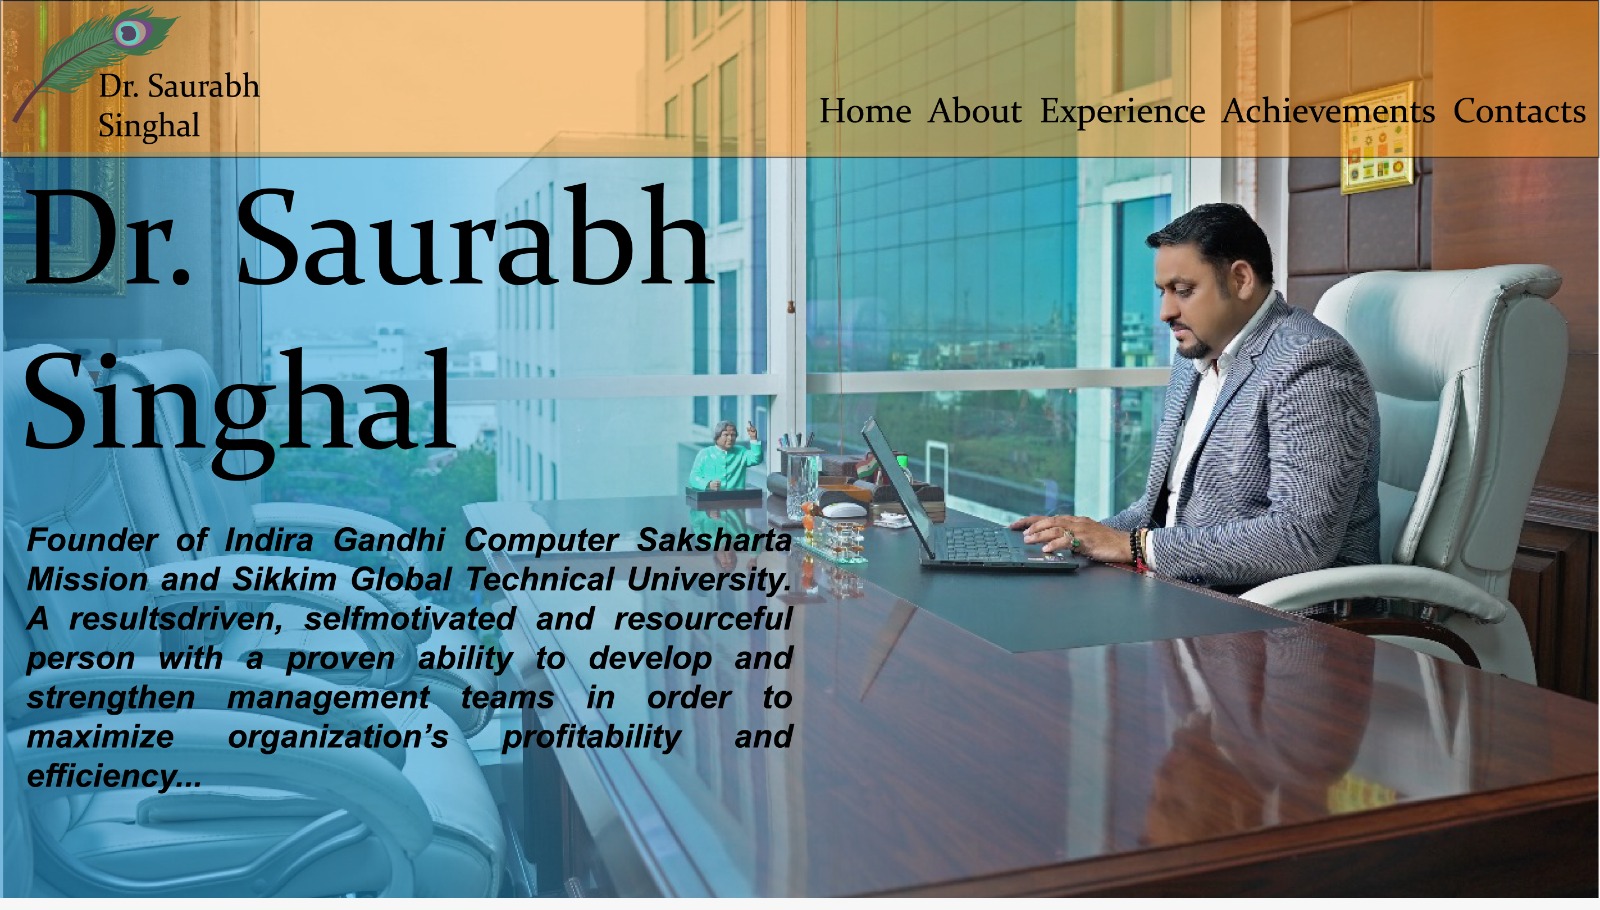 Dr. Saurabh
Singhal
Home About Experience Achievements Contacts
Dr. Saurabh
Singhal
Founder of Indira Gandhi Computer Saksharta
Mission and Sikkim Global Technical University.
A resultsdriven, selfmotivated and resourceful
person with a proven ability to develop and
strengthen management teams in order to
maximize organization’s profitability and
efficiency...